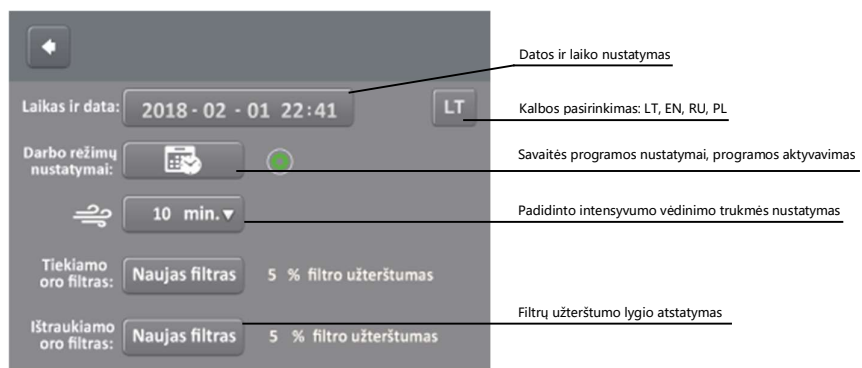 Datos ir laiko nustatymas
Laikas ir data: 2018 - 02 - 01 22:41 LT
Kalbos pasirinkimas: LT, EN, RU, PL
Darbo režimų
nustatymai:
Savaitės programos nustatymai, programos aktyvavimas
10 min.▼
Padidinto intensyvumo vėdinimo trukmės nustatymas
Tiekiamo
oro filtras: Naujas filtras 5 % filtro užterštumas
Filtrų užterštumo lygio atstatymas
Ištraukiamo
oro filtras: Naujas filtras 5 % filtro užterštumas